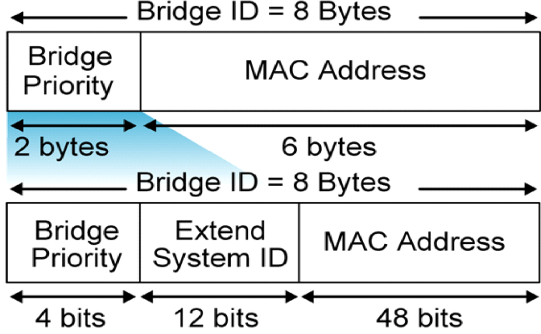 Bridge ID = 8 Bytes
Bridge
Priority
MAC Address
2 bytes
6 bytes
Bridge ID = 8 Bytes
Bridge
Priority
Extend
System ID
MAC Address
4 bits
12 bits
48 bits